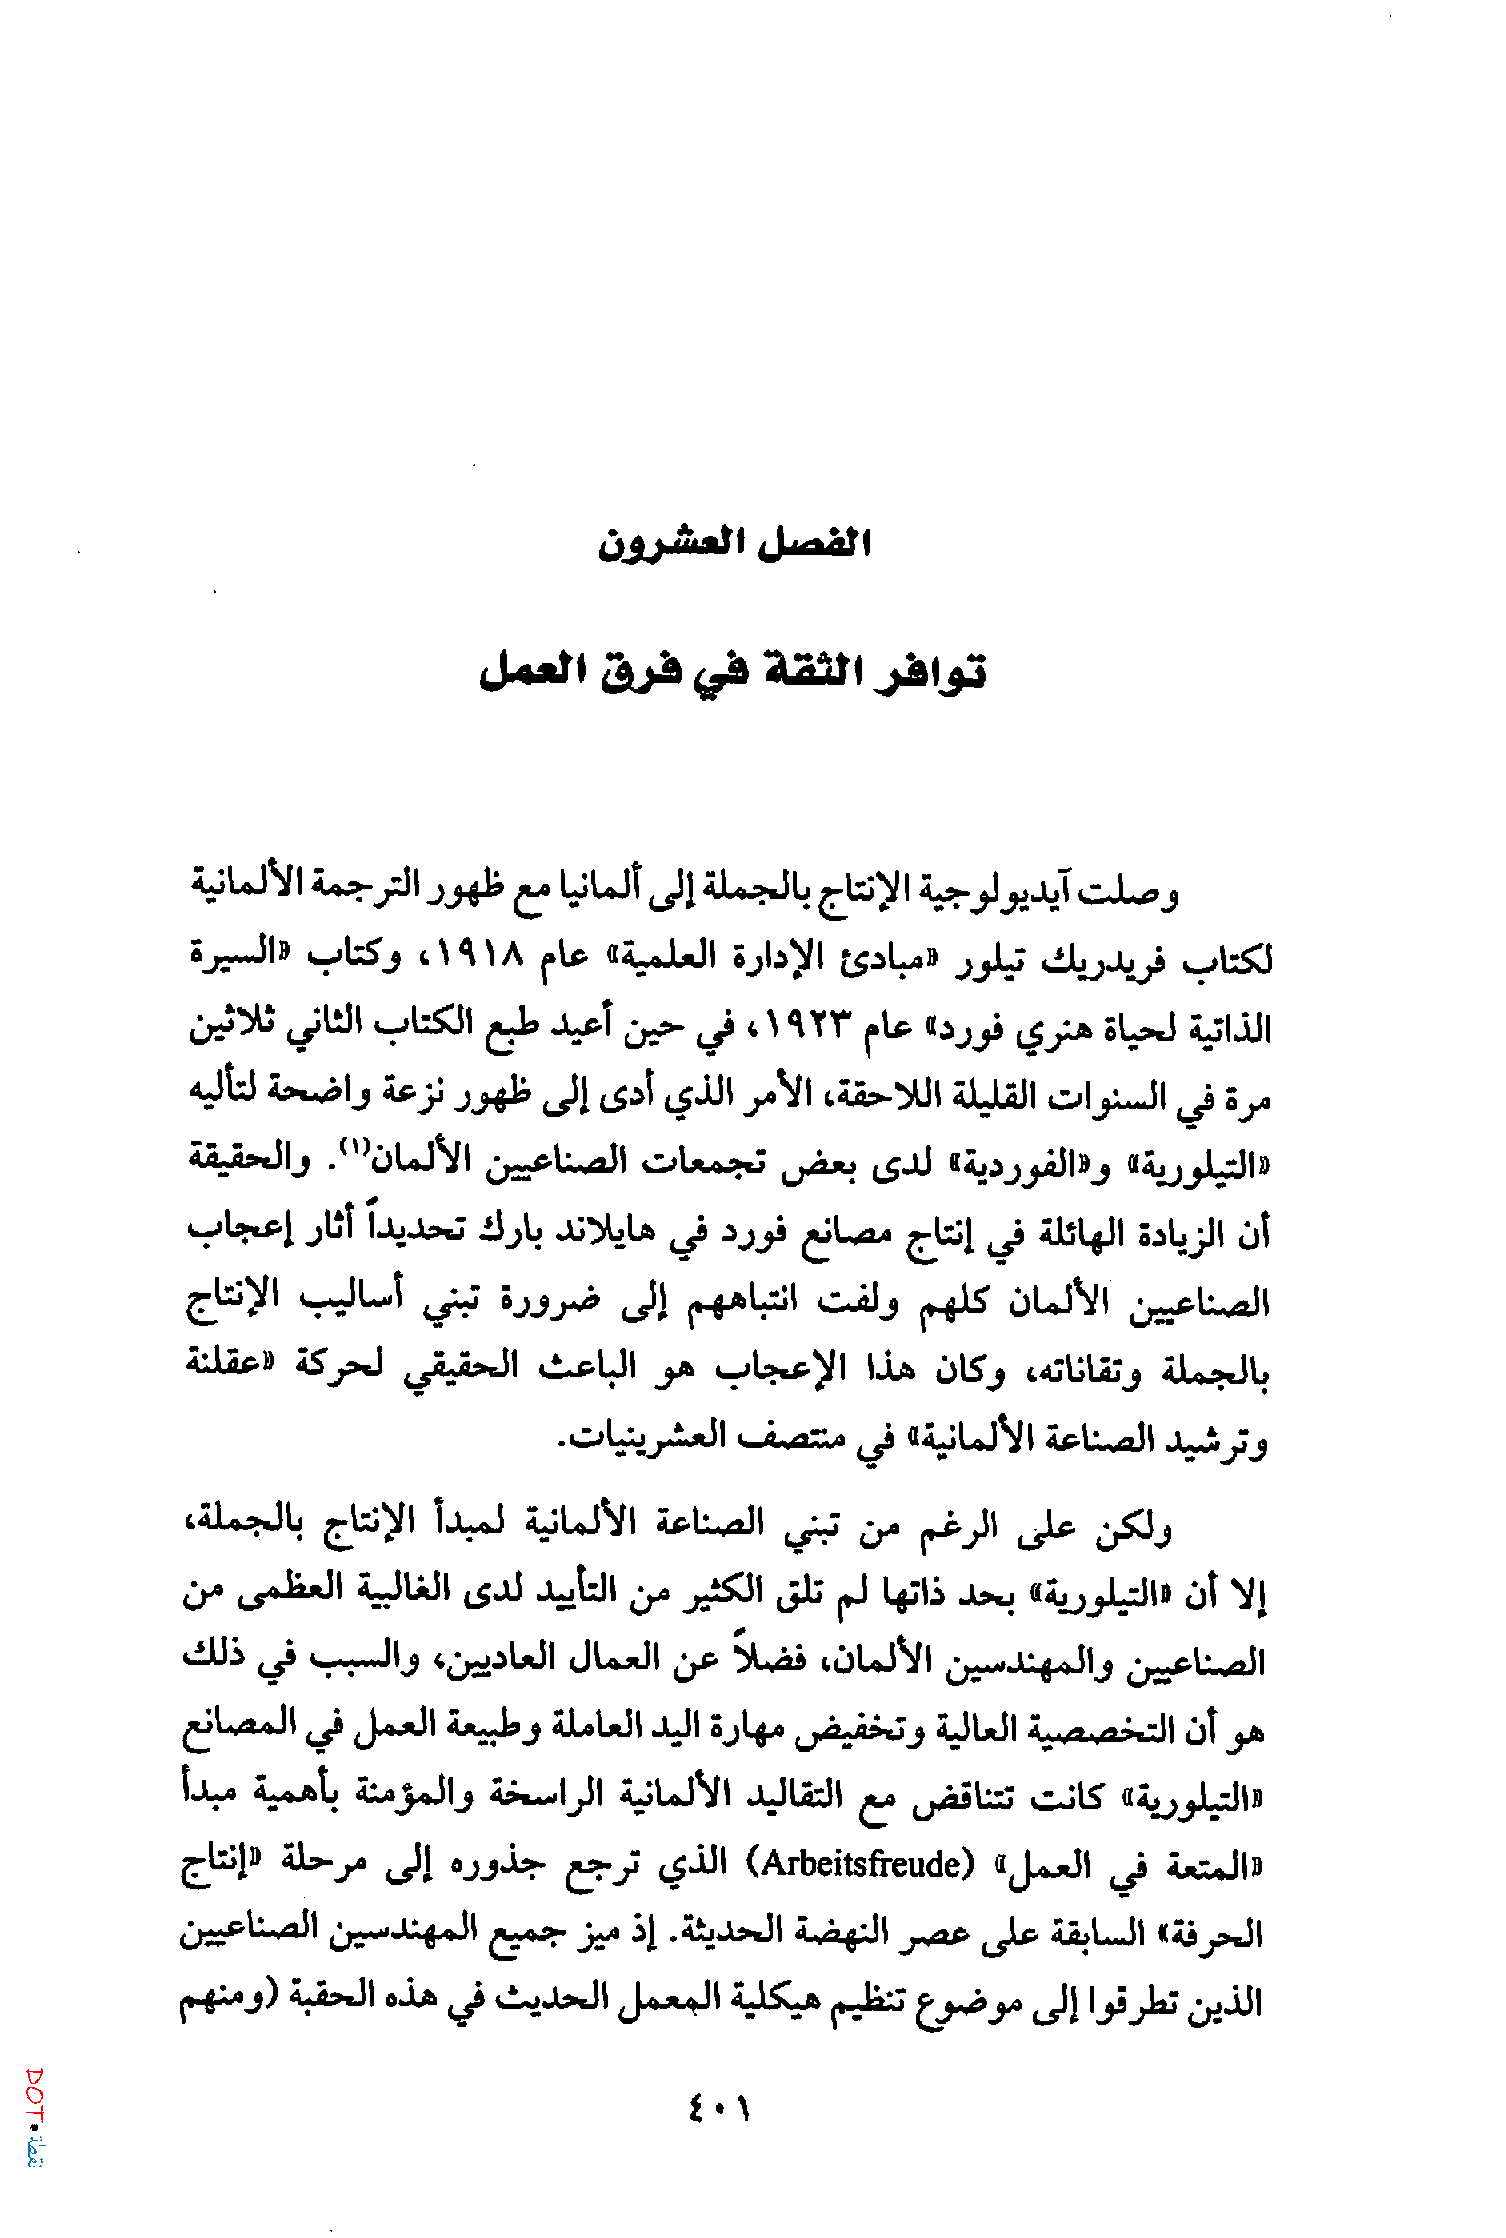 الفصل العشرون
توافر الثقة في فرق العمل
وصلت آيديولوجية الإنتاج بالجملة إلى ألمانيا مع ظهور الترجمة الألمانية
لكتاب فريدريك تيلور «مبادئ الإدارة العلمية» عام ١٩١٨، وكتاب «السيرة
الذاتية لحياة هنري فورد» عام ١٩٢٣، في حين أعيد طبع الكتاب الثاني ثلاثين
مرة في السنوات القليلة اللاحقة، الأمر الذي أدى إلى ظهور نزعة واضحة لتأليه
«التيلورية» و«الفوردية» لدى بعض تجمعات الصناعيين الألمان(١). والحقيقة
أن الزيادة الهائلة في إنتاج مصانع فورد في هايلاند بارك تحديداً أثار إعجاب
الصناعيين الألمان كلهم ولفت انتباههم إلى ضرورة تبني أساليب الإنتاج
بالجملة وتقاناته، وكان هذا الإعجاب هو الباعث الحقيقي لحركة «عقلنة
وترشيد الصناعة الألمانية» في منتصف العشرينيات.
ولكن على الرغم من تبني الصناعة الألمانية لمبدأ الإنتاج بالجملة،
إلا أن «التيلورية» بحد ذاتها لم تلق الكثير من التأييد لدى الغالبية العظمى من
الصناعيين والمهندسين الألمان، فضلاً عن العمال العاديين، والسبب في ذلك
هو أن التخصصية العالية وتخفيض مهارة اليد العاملة وطبيعة العمل في المصانع
«التيلورية» كانت تتناقض مع التقاليد الألمانية الراسخة والمؤمنة بأهمية مبدأ
«المتعة في العمل» (Arbeitsfreude) الذي ترجع جذوره إلى مرحلة «إنتاج
الحرفة» السابقة على عصر النهضة الحديثة. إذ ميز جميع المهندسين الصناعيين
الذين تطرقوا إلى موضوع تنظيم هيكلية المعمل الحديث في هذه الحقبة (ومنهم
٤٠١
DOT • نقطة